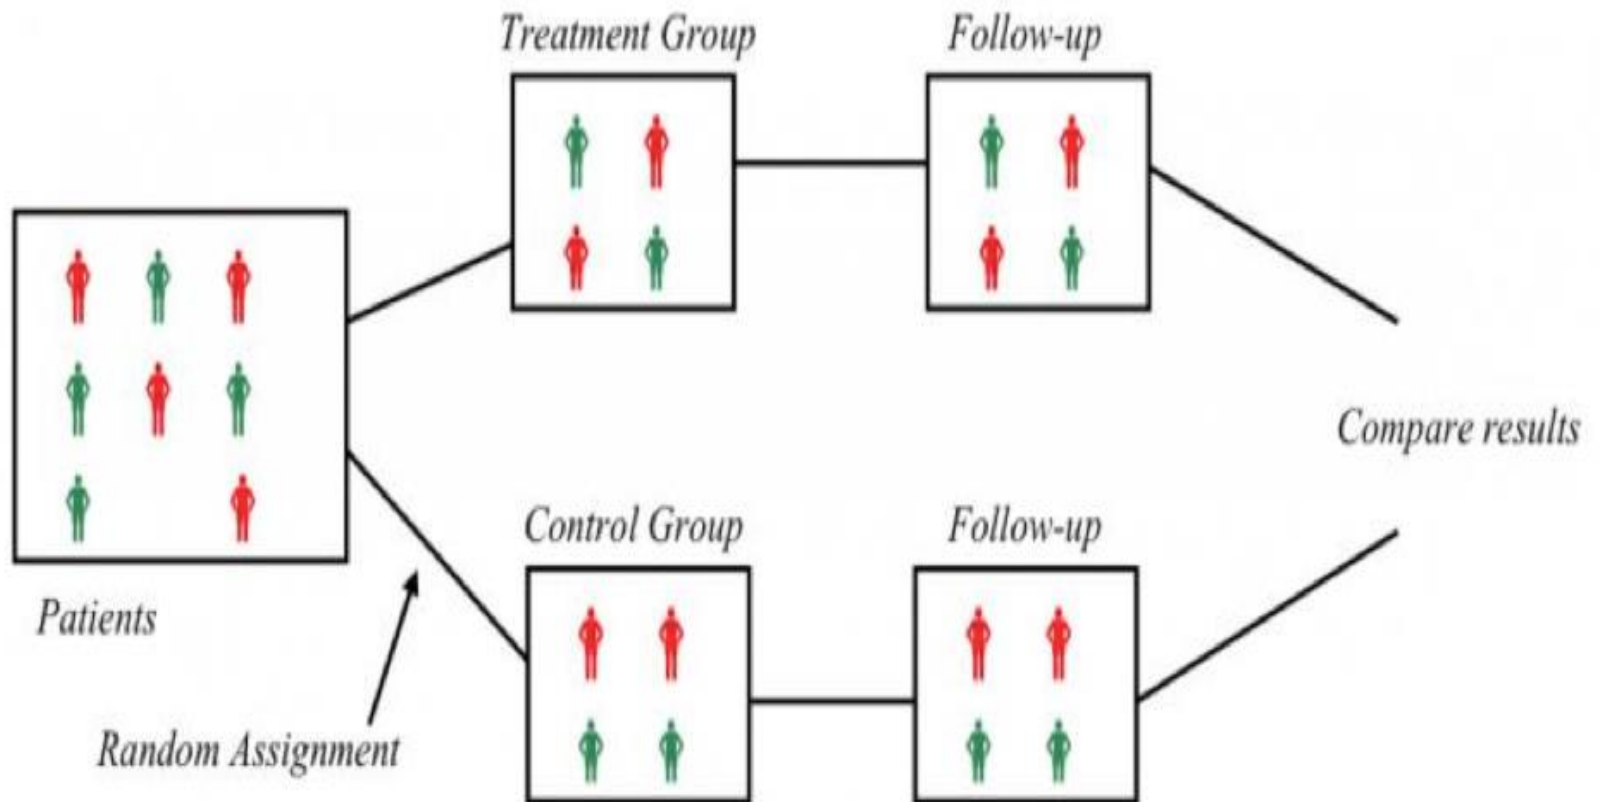 Treatment Group
Follow-up
Patients
Random Assignment
Control Group
Follow-up
Compare results